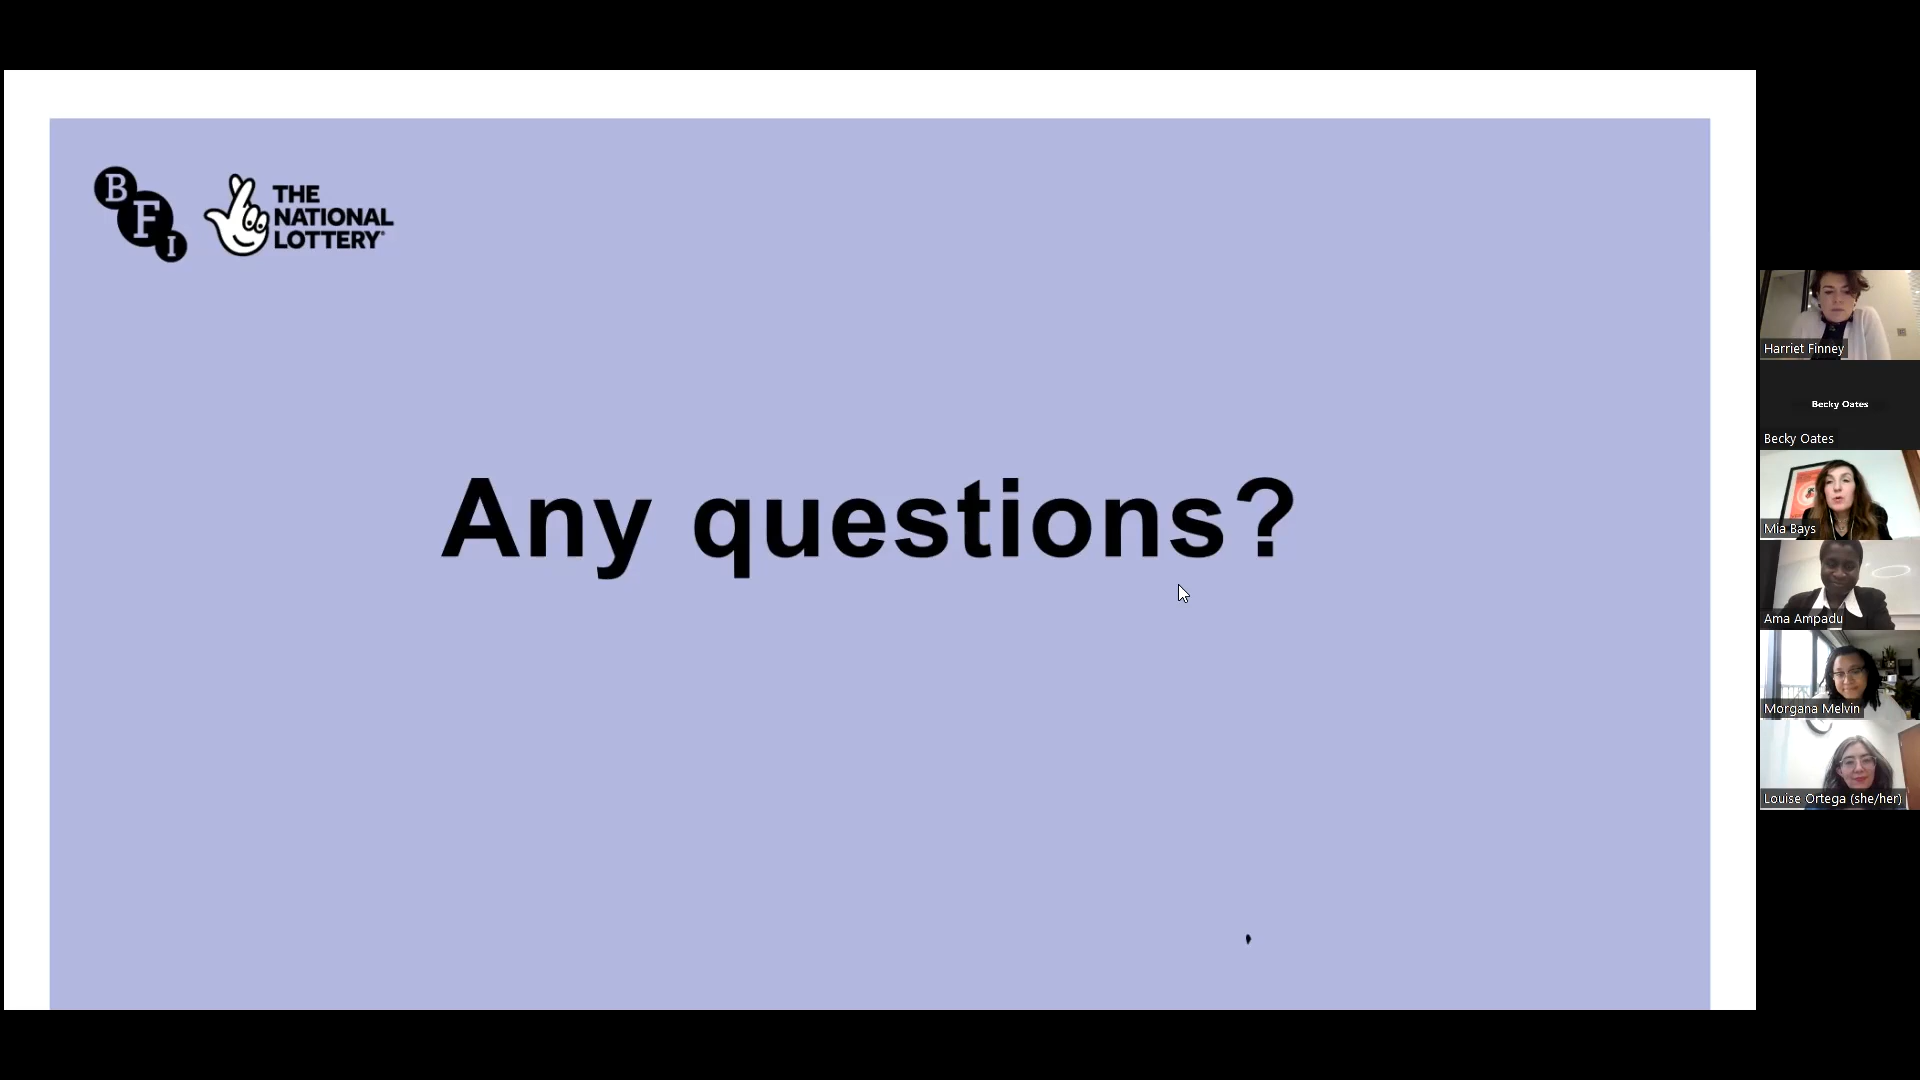 B
F
I
THE
NATIONAL
LOTTERY®
Any questions?
Harriet Finney
Becky Oates
Becky Oates
Mia Bays
Ama Ampadu
Morgana Melvin
Louise Ortega (she/her)